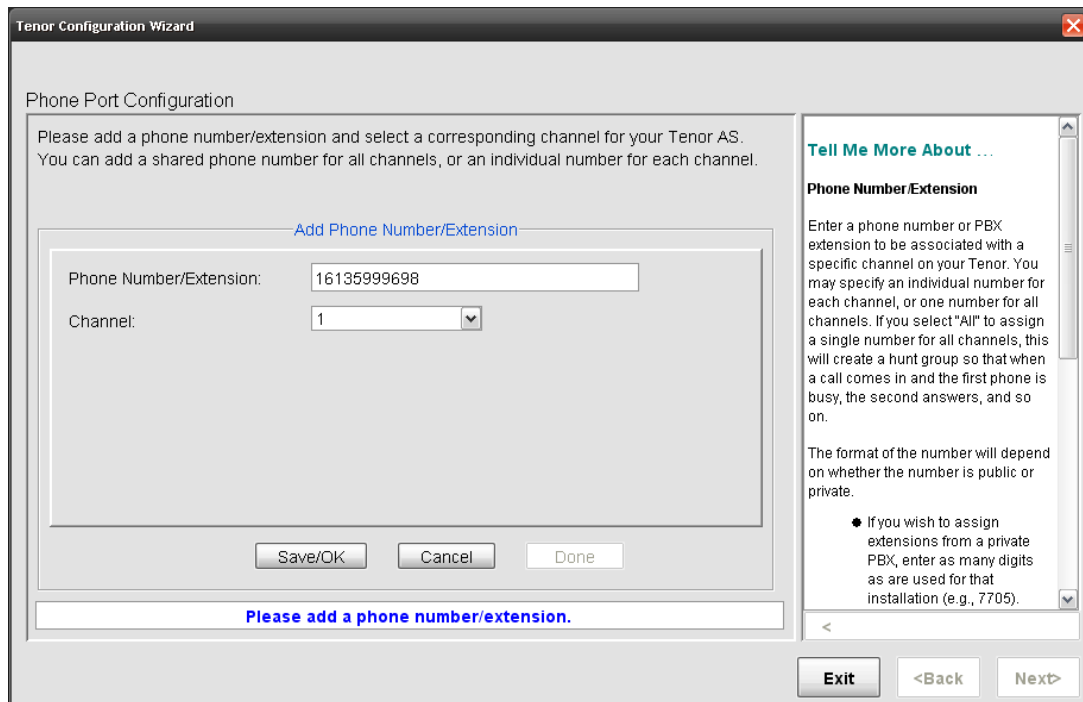 Tenor Configuration Wizard
Phone Port Configuration
Please add a phone number/extension and select a corresponding channel for your Tenor AS.
You can add a shared phone number for all channels, or an individual number for each channel.
Add Phone Number/Extension
Phone Number/Extension: 16135999698
Channel: 1
Save/OK Cancel Done
Please add a phone number/extension.
Tell Me More About ...
Phone Number/Extension
Enter a phone number or PBX
extension to be associated with a
specific channel on your Tenor. You
may specify an individual number for
each channel, or one number for all
channels. If you select "All" to assign
a single number for all channels, this
will create a hunt group so that when
a call comes in and the first phone is
busy, the second answers, and so
on.
The format of the number will depend
on whether the number is public or
private.
● If you wish to assign
extensions from a private
PBX, enter as many digits
as are used for that
installation (e.g., 7705).
<
Exit <Back Next>